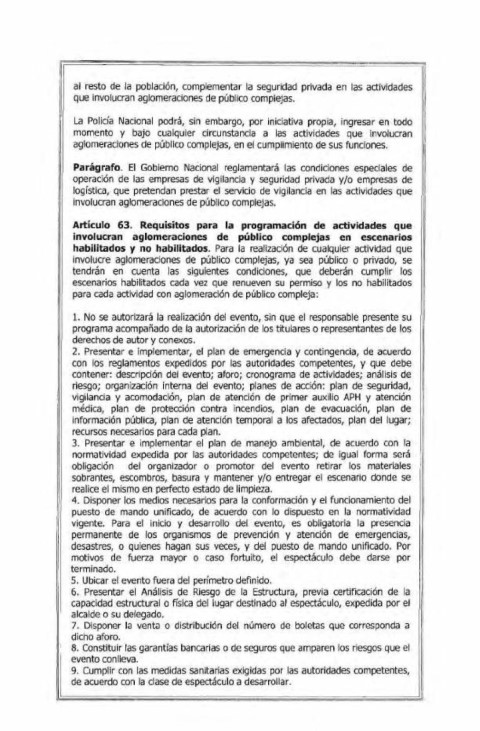 al resto de la población, complementar la seguridad privada en las actividades
que involucran aglomeraciones de público complejas.
La Policía Nacional podrá, sin embargo, por iniciativa propia, ingresar en todo
momento y bajo cualquier circunstancia a las actividades que involucran
aglomeraciones de público complejas, en el cumplimiento de sus funciones.
Parágrafo. El Gobierno Nacional reglamentará las condiciones especiales de
operación de las empresas de vigilancia y seguridad privada y/o empresas de
logística, que pretendan prestar el servicio de vigilancia en las actividades que
involucran aglomeraciones de público complejas.
Artículo 63. Requisitos para la programación de actividades que
involucran aglomeraciones de público complejas en escenarios
habilitados y no habilitados. Para la realización de cualquier actividad que
involucre aglomeraciones de público complejas, ya sea público o privado, se
tendrán en cuenta las siguientes condiciones, que deberán cumplir los
escenarios habilitados cada vez que renueven su permiso y los no habilitados
para cada actividad con aglomeración de público compleja:
1. No se autorizará la realización del evento, sin que el responsable presente su
programa acompañado de la autorización de los titulares o representantes de los
derechos de autor y conexos.
2. Presentar e implementar, el plan de emergencia y contingencia, de acuerdo
con los reglamentos expedidos por las autoridades competentes, y que debe
contener: descripción del evento; aforo; cronograma de actividades; análisis de
riesgo; organización interna del evento; planes de acción: plan de seguridad,
vigilancia y acomodación, plan de atención de primer auxilio APH y atención
médica, plan de protección contra incendios, plan de evacuación, plan de
información pública, plan de atención temporal a los afectados, plan del lugar;
recursos necesarios para cada plan.
3. Presentar e implementar el plan de manejo ambiental, de acuerdo con la
normatividad expedida por las autoridades competentes; de igual forma será
obligación del organizador o promotor del evento retirar los materiales
sobrantes, escombros, basura y mantener y/o entregar el escenario donde se
realice el mismo en perfecto estado de limpieza.
4. Disponer los medios necesarios para la conformación y el funcionamiento del
puesto de mando unificado, de acuerdo con lo dispuesto en la normatividad
vigente. Para el inicio y desarrollo del evento, es obligatoria la presencia
permanente de los organismos de prevención y atención de emergencias,
desastres, o quienes hagan sus veces, y del puesto de mando unificado. Por
motivos de fuerza mayor o caso fortuito, el espectáculo debe darse por
terminado.
5. Ubicar el evento fuera del perímetro definido.
6. Presentar el Análisis de Riesgo de la Estructura, previa certificación de la
capacidad estructural o física del lugar destinado al espectáculo, expedida por el
alcalde o su delegado.
7. Disponer la venta o distribución del número de boletas que corresponda a
dicho aforo.
8. Constituir las garantías bancarias o de seguros que amparen los riesgos que el
evento conlleva.
9. Cumplir con las medidas sanitarias exigidas por las autoridades competentes,
de acuerdo con la clase de espectáculo a desarrollar.